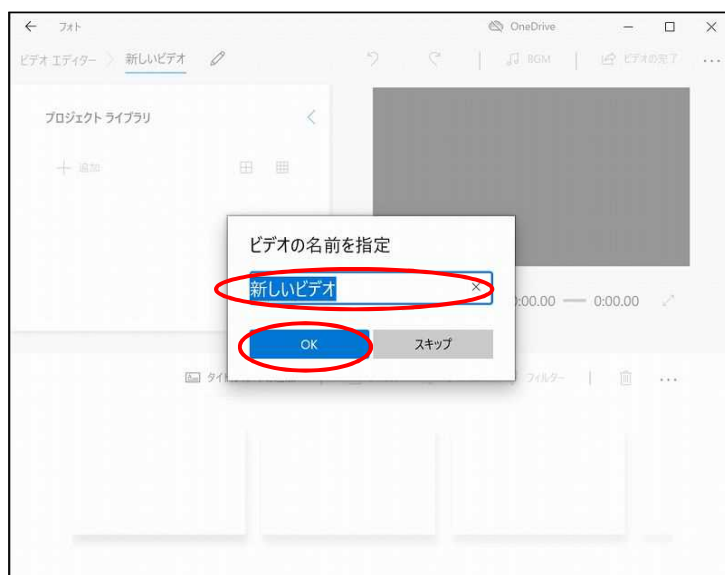 フォト
OneDrive
ビデオ エディター
新しいビデオ
BGM
ビデオの完了
プロジェクト ライブラリ
追加
ビデオの名前を指定
新しいビデオ
OK
スキップ
0:00.00
フィルター